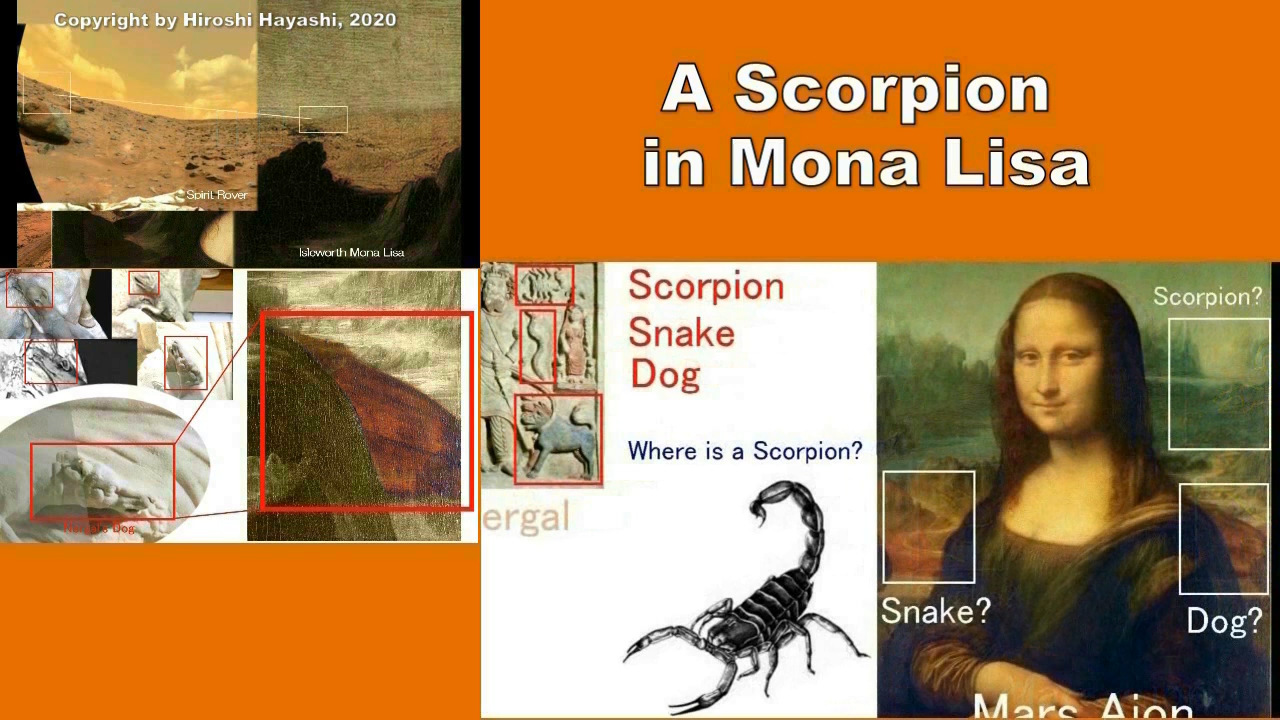 Copyright by Hiroshi Hayashi, 2020
A Scorpion
in Mona Lisa
Spirit Rover
Isleworth Mona Lisa
Scorpion
Snake
Dog
Where is a Scorpion?
ergal
Scorpion?
Snake?
Dog?
Dog
Mars Aion